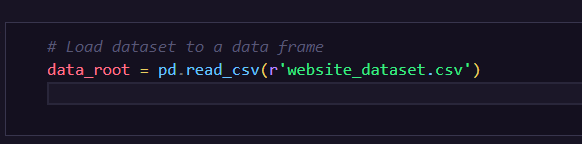 # Load dataset to a data frame
data_root = pd.read_csv(r'website_dataset.csv')